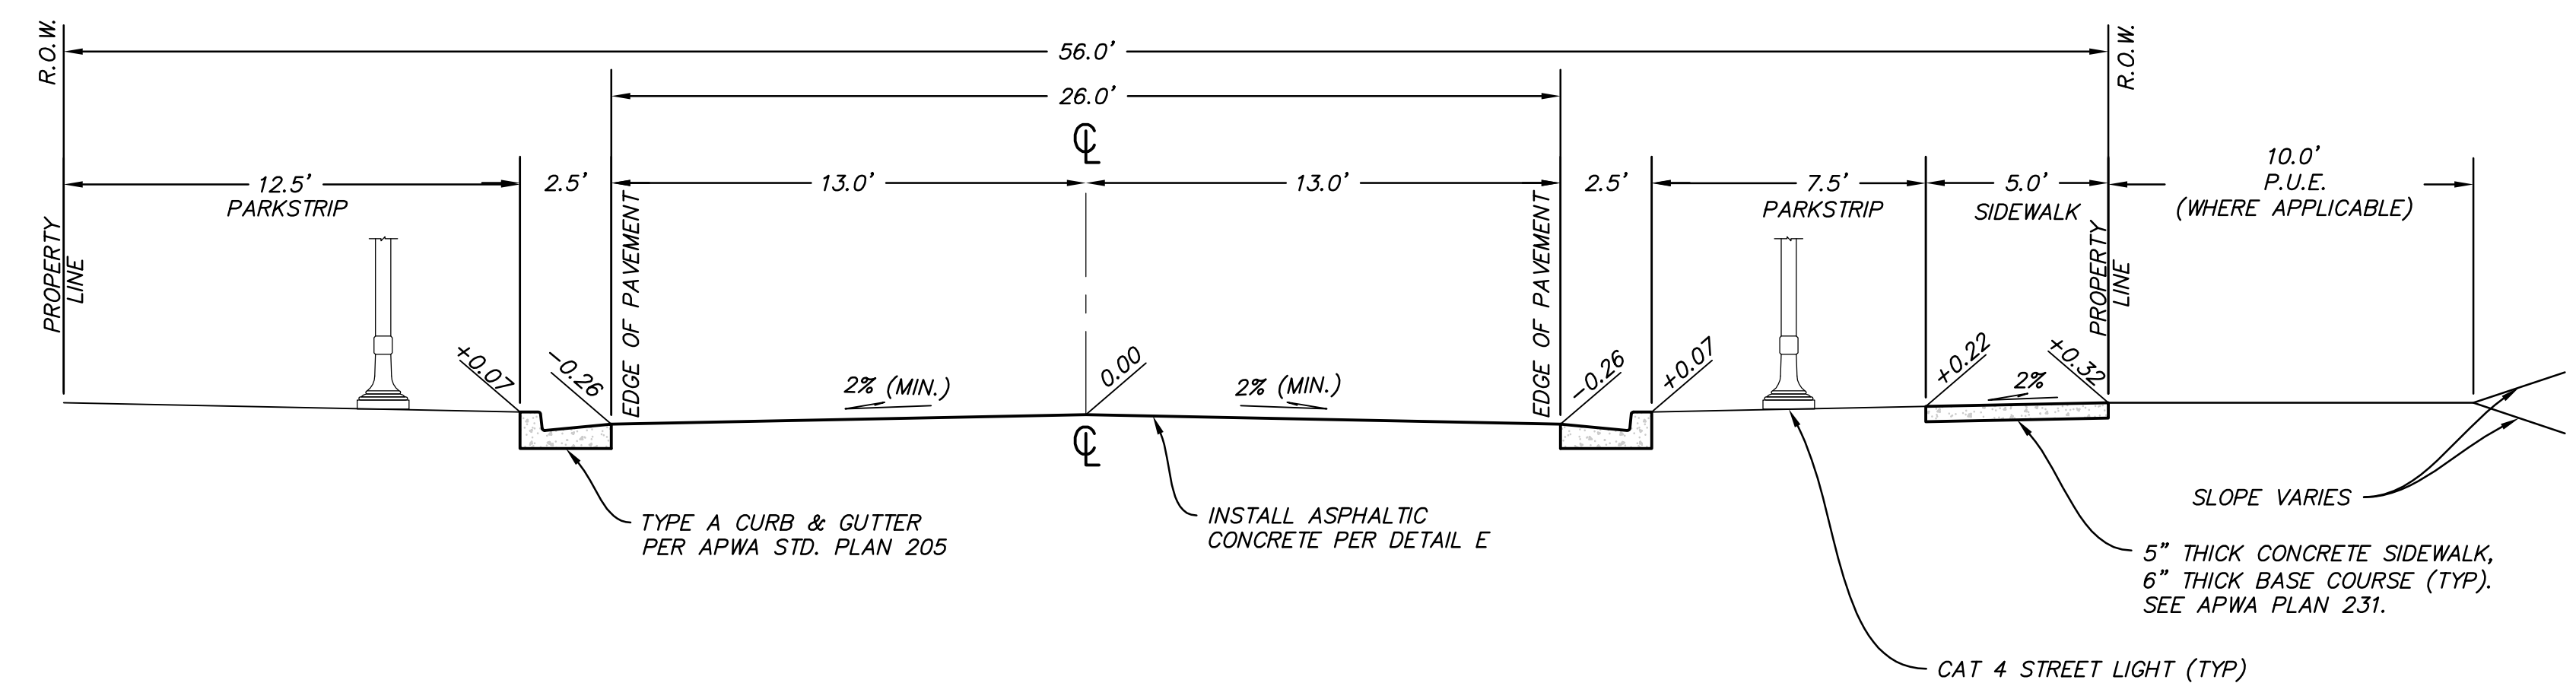 R.O.W.
56.0'
R.O.W.
26.0'
CL
12.5'
PARKSTRIP
2.5'
13.0'
13.0'
2.5'
7.5'
PARKSTRIP
5.0'
SIDEWALK
10.0'
P.U.E.
(WHERE APPLICABLE)
PROPERTY
LINE
EDGE OF PAVEMENT
EDGE OF PAVEMENT
PROPERTY
LINE
+0.07
-0.26
2% (MIN.)
0.00
2% (MIN.)
-0.26
+0.07
+0.22
2%
+0.32
CL
TYPE A CURB & GUTTER
PER APWA STD. PLAN 205
INSTALL ASPHALTIC
CONCRETE PER DETAIL E
SLOPE VARIES
5" THICK CONCRETE SIDEWALK,
6" THICK BASE COURSE (TYP).
SEE APWA PLAN 231.
CAT 4 STREET LIGHT (TYP)